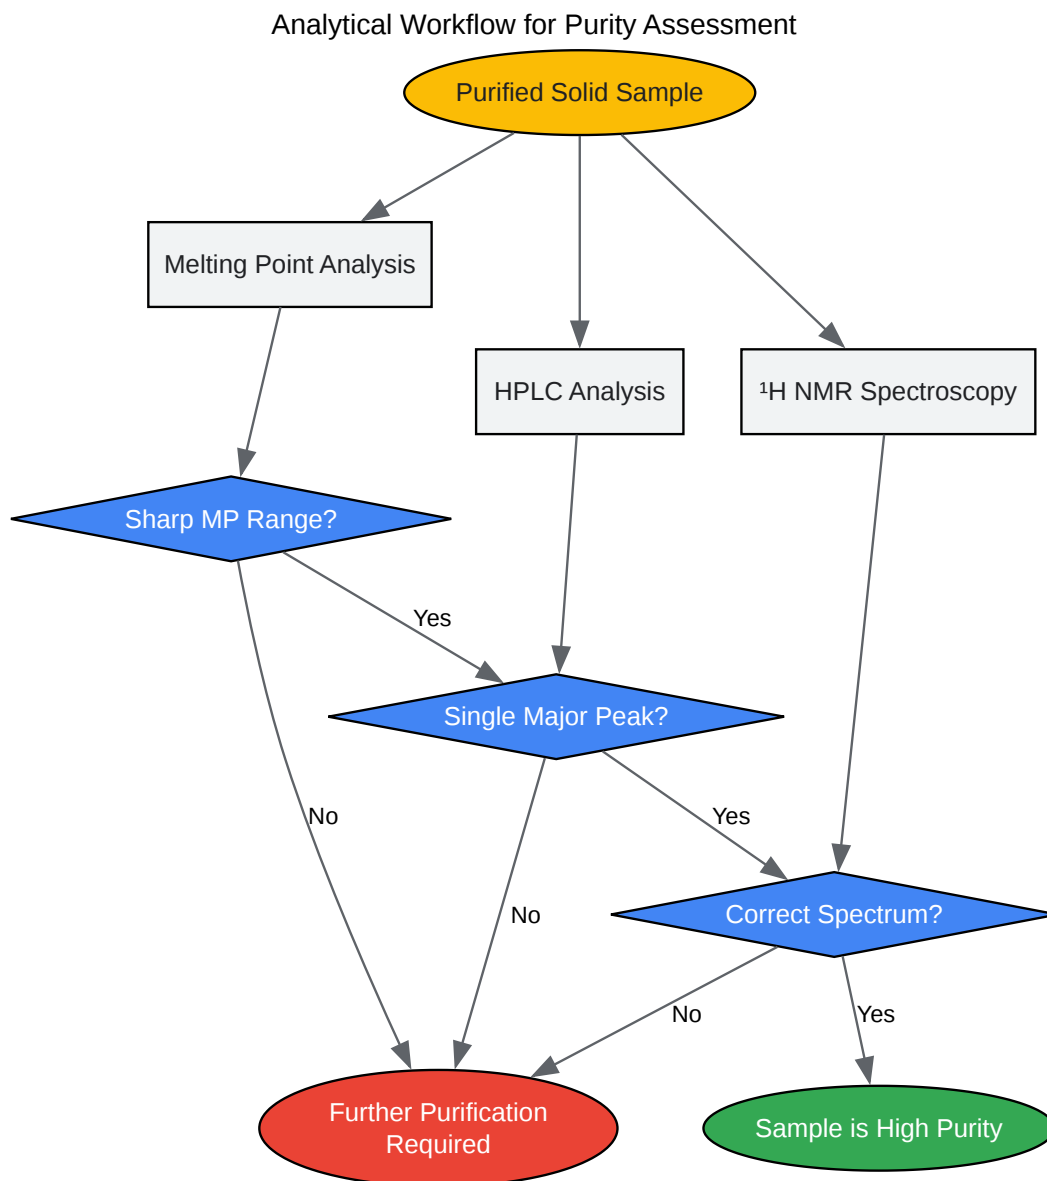 Analytical Workflow for Purity Assessment
Purified Solid Sample
Melting Point Analysis
HPLC Analysis
¹H NMR Spectroscopy
Sharp MP Range?
Yes
Single Major Peak?
No
Yes
No
Correct Spectrum?
No
Yes
Further Purification
Required
Sample is High Purity